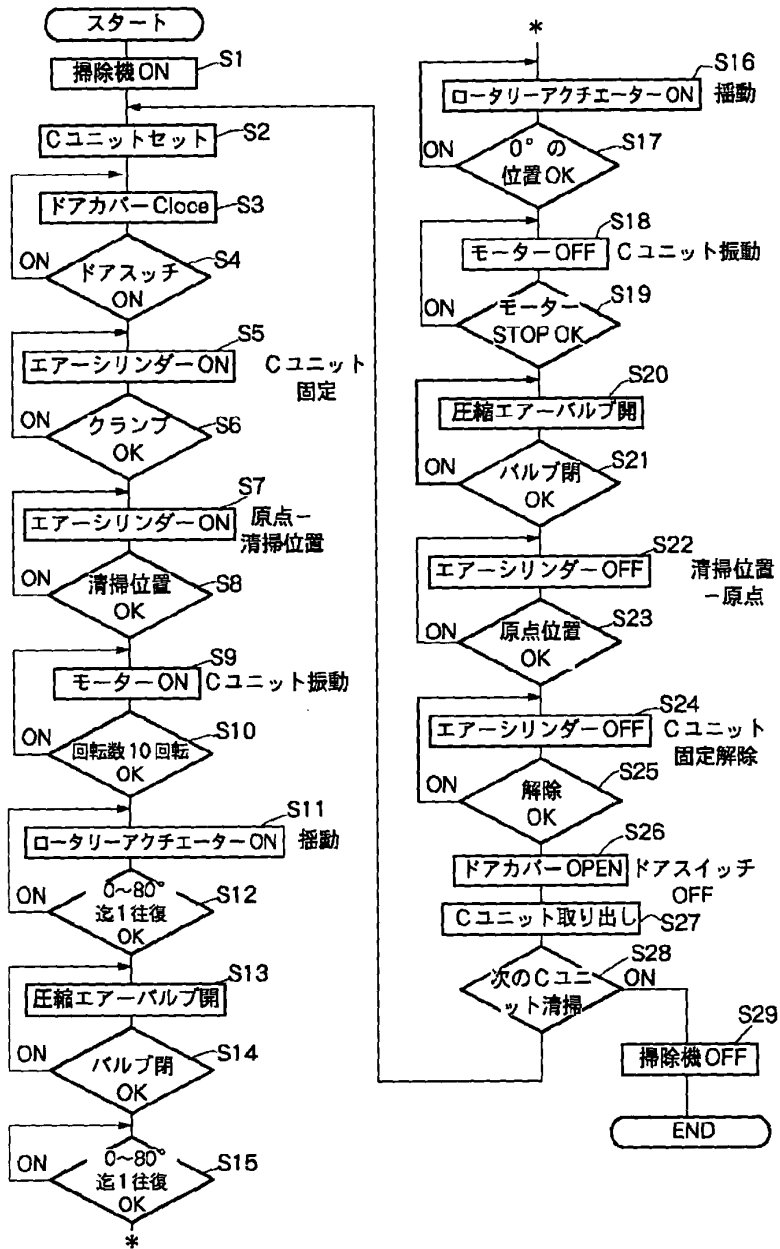 スタート
掃除機ON
S1
Cユニットセット
S2
ドアカバーCloce
S3
ドアスッチ
ON
S4
ON
エアーシリンダーON
S5
Cユニット
固定
クランプ
OK
S6
ON
エアーシリンダーON
S7
原点−
清掃位置
清掃位置
OK
S8
ON
モーターON
S9
Cユニット振動
回転数10回転
OK
S10
ON
ロータリーアクチエーターON
S11
揺動
0~80°
迄1往復
OK
S12
ON
圧縮エアーバルブ開
S13
バルブ閉
OK
S14
ON
0~80°
迄1往復
OK
S15
ON
*
*
ロータリーアクチエーターON
S16
揺動
0°の
位置OK
S17
ON
モーターOFF
S18
Cユニット振動
モーター
STOP OK
S19
ON
圧縮エアーバルブ開
S20
バルブ閉
OK
S21
ON
エアーシリンダーOFF
S22
清掃位置
−原点
原点位置
OK
S23
ON
エアーシリンダーOFF
S24
Cユニット
固定解除
解除
OK
S25
ON
ドアカバーOPEN
S26
ドアスイッチ
OFF
Cユニット取り出し
S27
次のCユニ
ット清掃
S28
ON
掃除機OFF
S29
END